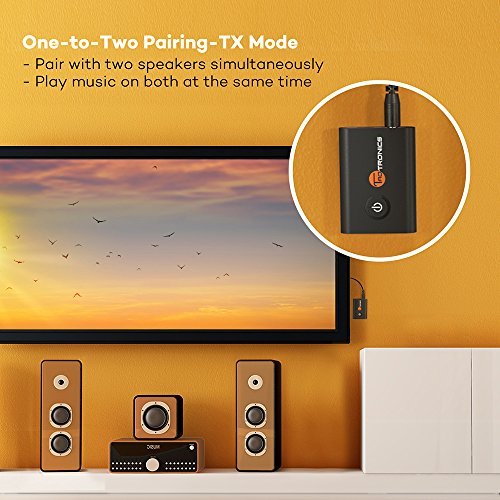 One-to-Two Pairing-TX Mode
- Pair with two speakers simultaneously
- Play music on both at the same time
TAOTRONICS